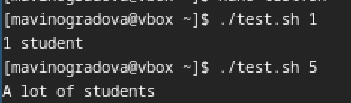 [mavinogradova@vbox ~]$ ./test.sh 1
1 student
[mavinogradova@vbox ~]$ ./test.sh 5
A lot of students